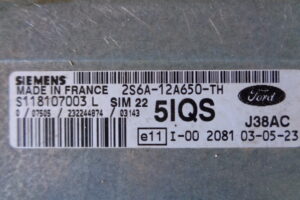 SIEMENS
MADE IN FRANCE 2S6A-12A650-TH
S118107003 L SIM 22 5IQS Ford
0 / 07505 / 232244874 / 03143 J38AC
e11 I-00 2081 03-05-23